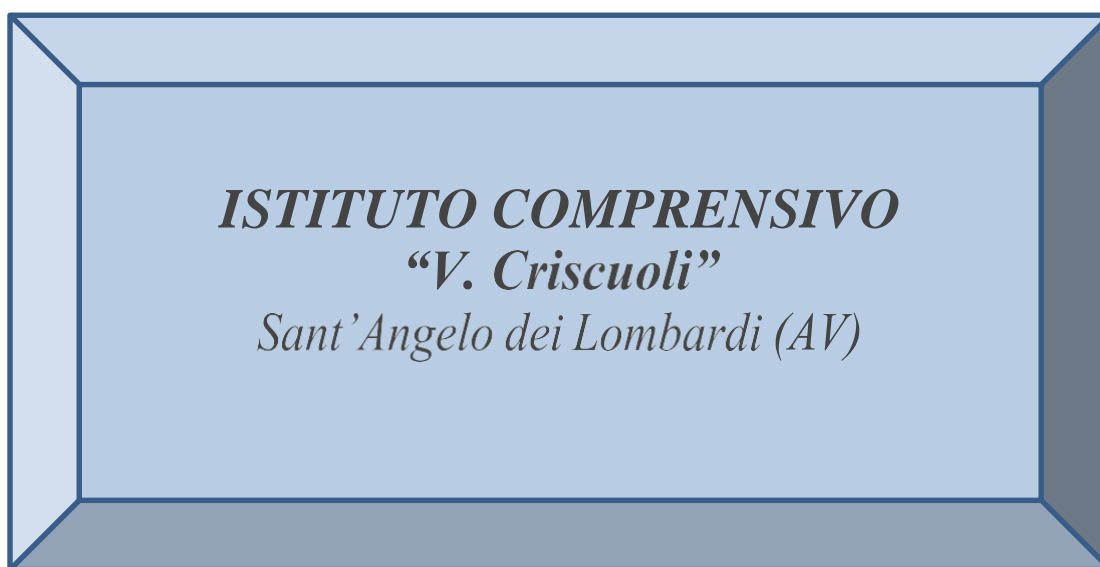 ISTITUTO COMPRENSIVO
“V. Criscuoli”
Sant’Angelo dei Lombardi (AV)